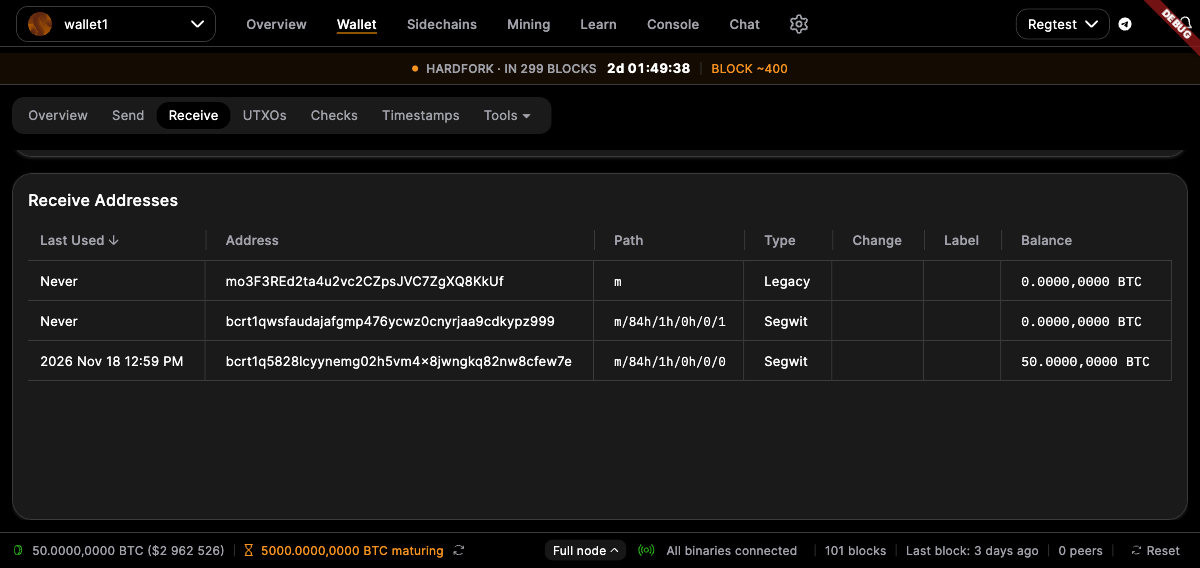 wallet1 Overview Wallet Sidechains Mining Learn Console Chat Regtest DEBUG
HARDFORK · IN 299 BLOCKS 2d 01:49:38 BLOCK ~400
Overview Send Receive UTXOs Checks Timestamps Tools
Receive Addresses
Last Used ↓ Address Path Type Change Label Balance
Never mo3F3REd2ta4u2vc2CZpsJVC7ZgXQ8KkUf m Legacy 0.0000,0000 BTC
Never bcrt1qwsfaudajafgmp476ycwz0cnyrjaa9cdkypz999 m/84h/1h/0h/0/1 Segwit 0.0000,0000 BTC
2026 Nov 18 12:59 PM bcrt1q5828lcyynemg02h5vm4×8jwngkq82nw8cfew7e m/84h/1h/0h/0/0 Segwit 50.0000,0000 BTC
50.0000,0000 BTC ($2 962 526) 5000.0000,0000 BTC maturing Full node All binaries connected 101 blocks Last block: 3 days ago 0 peers Reset